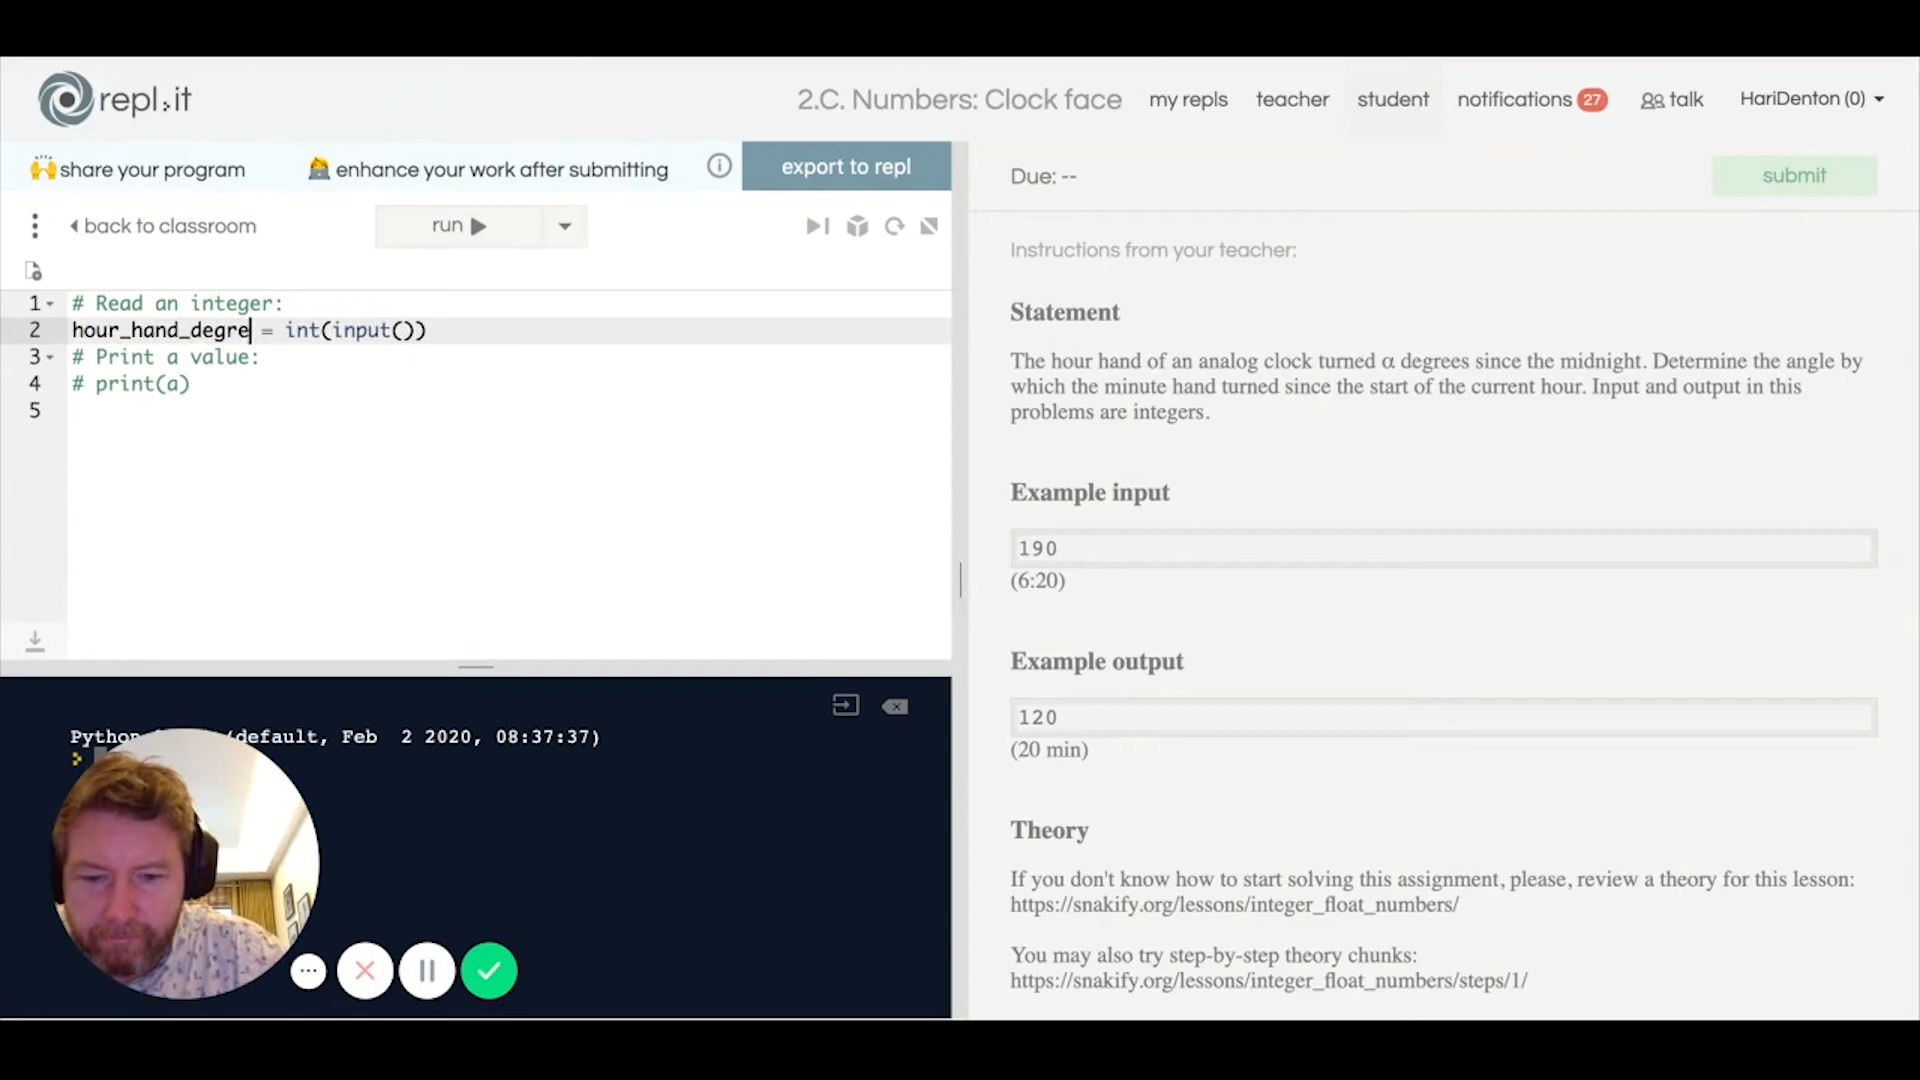 repl.it
2.C. Numbers: Clock face
my repls
teacher
student
notifications 27
talk
HariDenton (0)
share your program
enhance your work after submitting
export to repl
back to classroom
run
1 # Read an integer:
2 hour_hand_degre = int(input())
3 # Print a value:
4 # print(a)
5
Python
(default, Feb 2 2020, 08:37:37)
Due: --
submit
Instructions from your teacher:
Statement
The hour hand of an analog clock turned α degrees since the midnight. Determine the angle by
which the minute hand turned since the start of the current hour. Input and output in this
problems are integers.
Example input
190
(6:20)
Example output
120
(20 min)
Theory
If you don't know how to start solving this assignment, please, review a theory for this lesson:
https://snakify.org/lessons/integer_float_numbers/
You may also try step-by-step theory chunks:
https://snakify.org/lessons/integer_float_numbers/steps/1/